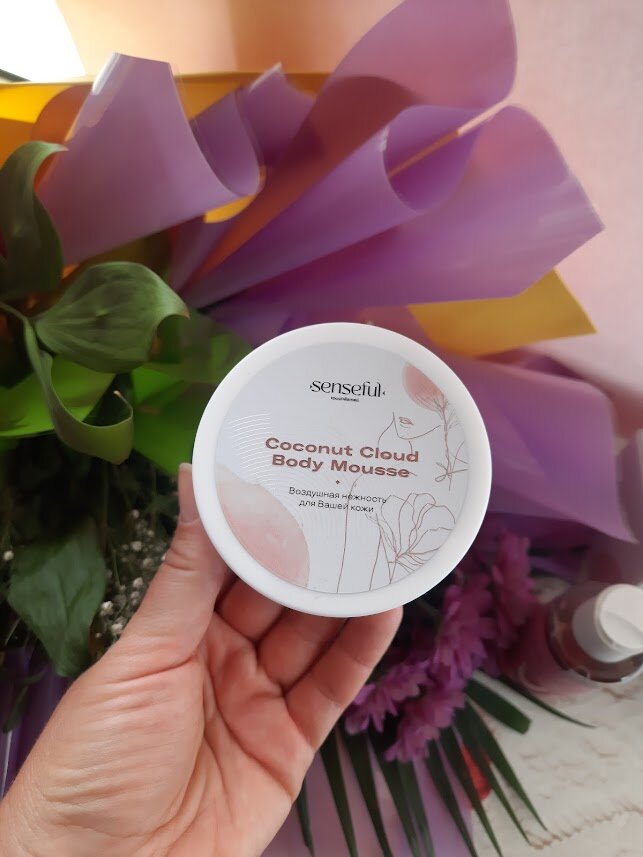 senseful
Coconut Cloud
Body Mousse
Воздушная нежность
для Вашей кожи